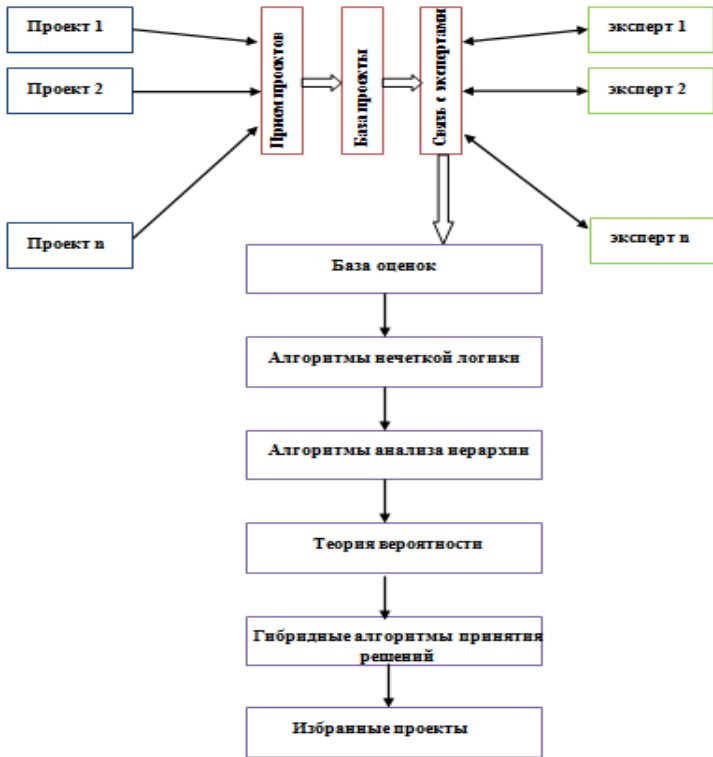 Проект 1
Проект 2
Проект n
Прием проектов
База проекты
Связь с экспертами
эксперт 1
эксперт 2
эксперт n
База оценок
Алгоритмы нечеткой логики
Алгоритмы анализа иерархии
Теория вероятности
Гибридные алгоритмы принятия
решений
Избранные проекты